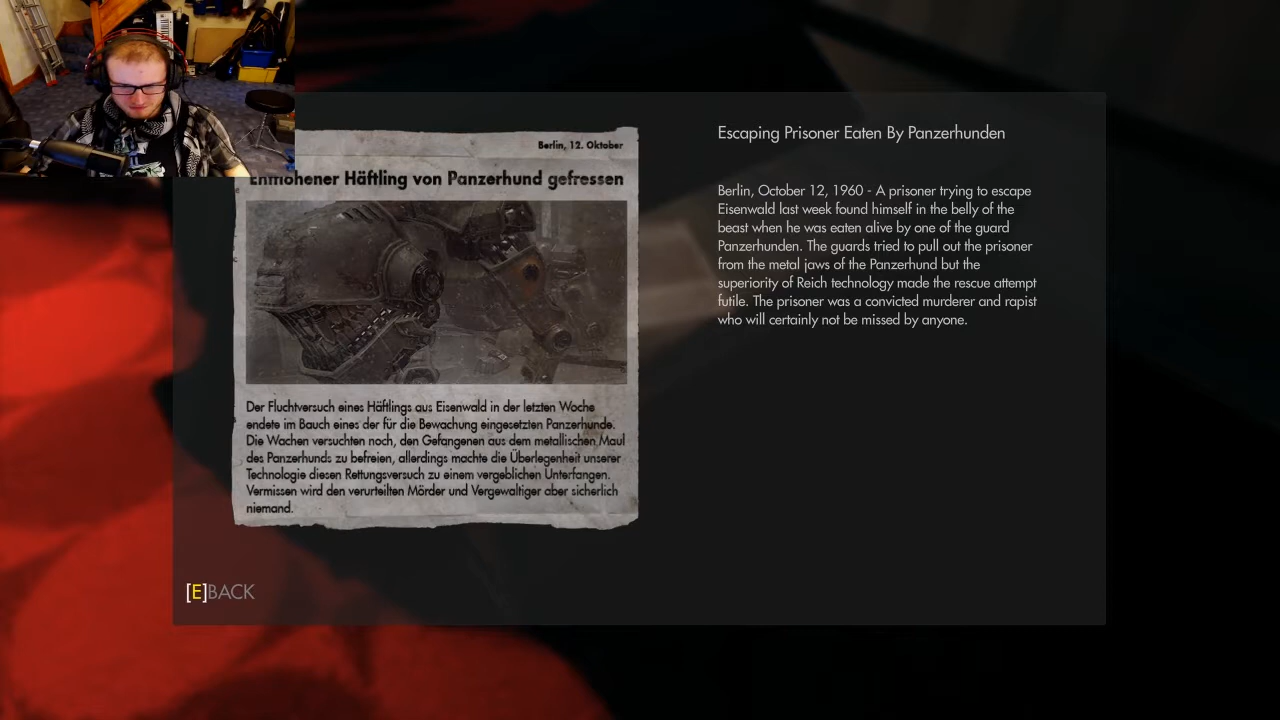 Berlin, 12. Oktober
Häftling von Panzerhund gefressen
Der Fluchtversuch eines Häftlings aus Eisenwald in der letzten Woche
endete im Bauch eines der für die Bewachung eingesetzten Panzerhunde.
Die Wachen versuchten noch, den Gefangenen aus dem metallischen Maul
des Panzerhunds zu befreien, allerdings machte die Überlegenheit unserer
Technologie diesen Rettungsversuch zu einem vergeblichen Unterfangen.
Vermissen wird den verurteilten Mörder und Vergewaltiger aber sicherlich
niemand.
Escaping Prisoner Eaten By Panzerhunden
Berlin, October 12, 1960 - A prisoner trying to escape
Eisenwald last week found himself in the belly of the
beast when he was eaten alive by one of the guard
Panzerhunden. The guards tried to pull out the prisoner
from the metal jaws of the Panzerhund but the
superiority of Reich technology made the rescue attempt
futile. The prisoner was a convicted murderer and rapist
who will certainly not be missed by anyone.
[E]BACK